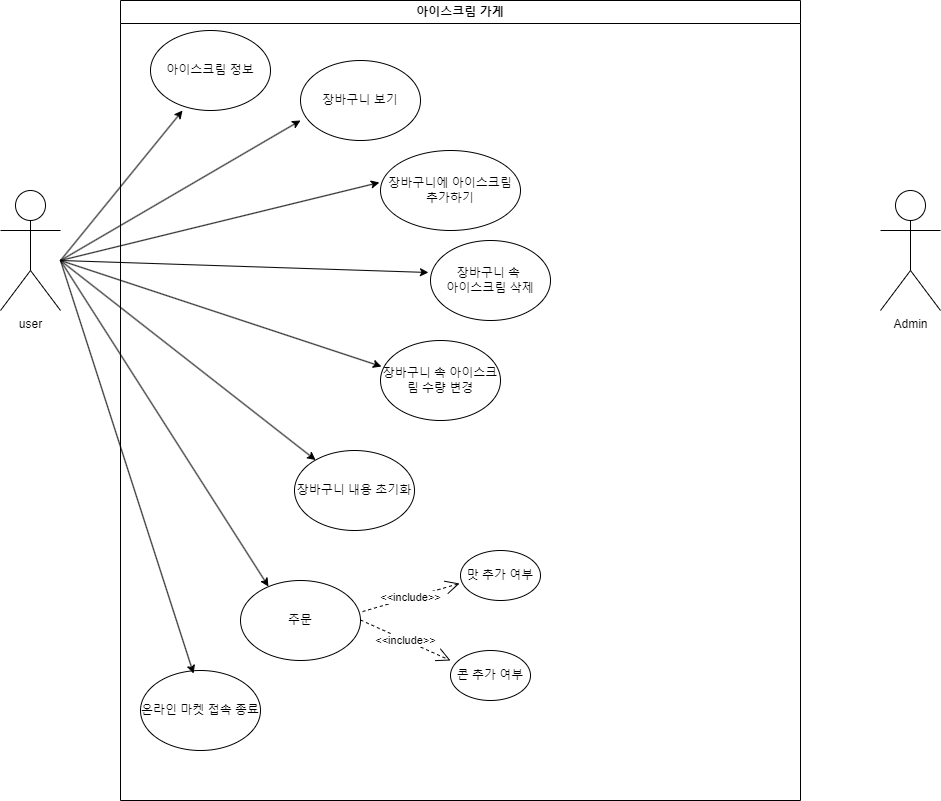 아이스크림 가게
아이스크림 정보
장바구니 보기
장바구니에 아이스크림
추가하기
장바구니 속
아이스크림 삭제
user
Admin
장바구니 속 아이스크
림 수량 변경
장바구니 내용 초기화
맛 추가 여부
<<include>>
주문
<<include>>
콘 추가 여부
온라인 마켓 접속 종료